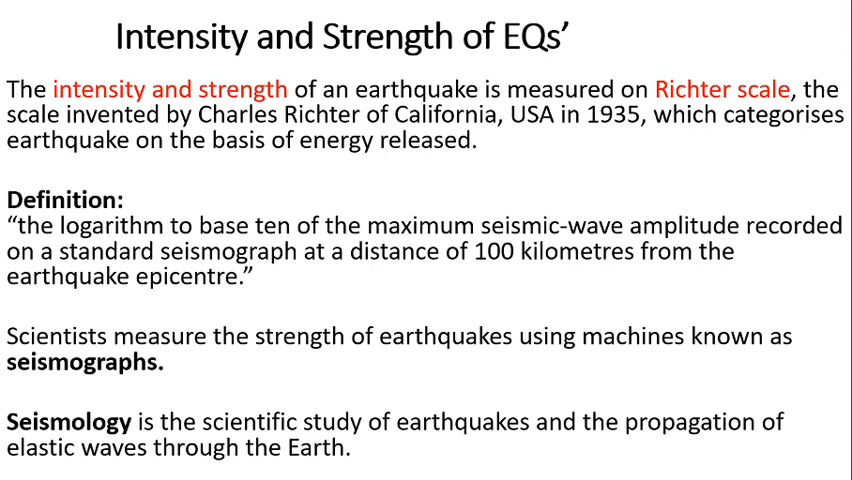 Intensity and Strength of EQs’
The intensity and strength of an earthquake is measured on Richter scale, the
scale invented by Charles Richter of California, USA in 1935, which categorises
earthquake on the basis of energy released.
Definition:
“the logarithm to base ten of the maximum seismic-wave amplitude recorded
on a standard seismograph at a distance of 100 kilometres from the
earthquake epicentre.”
Scientists measure the strength of earthquakes using machines known as
seismographs.
Seismology is the scientific study of earthquakes and the propagation of
elastic waves through the Earth.